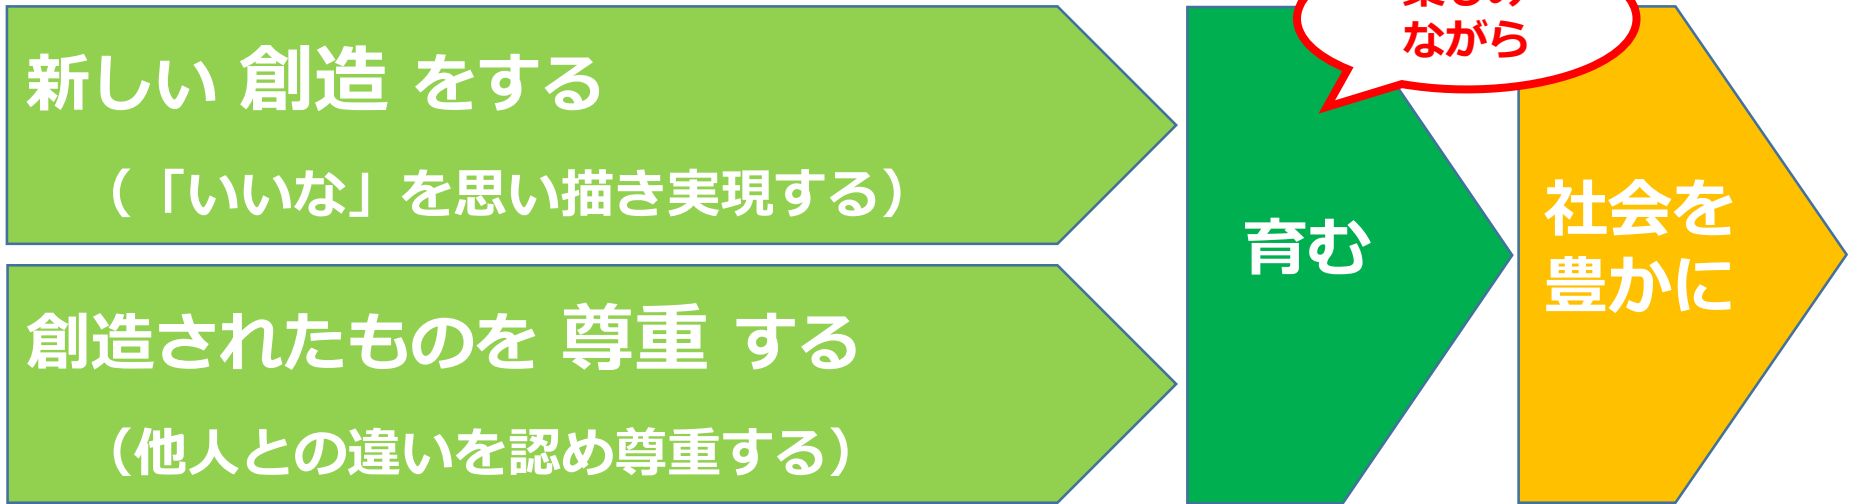 新しい 創造 をする
（「いいな」を思い描き実現する）
創造されたものを 尊重 する
（他人との違いを認め尊重する）
ながら
育む
社会を
豊かに